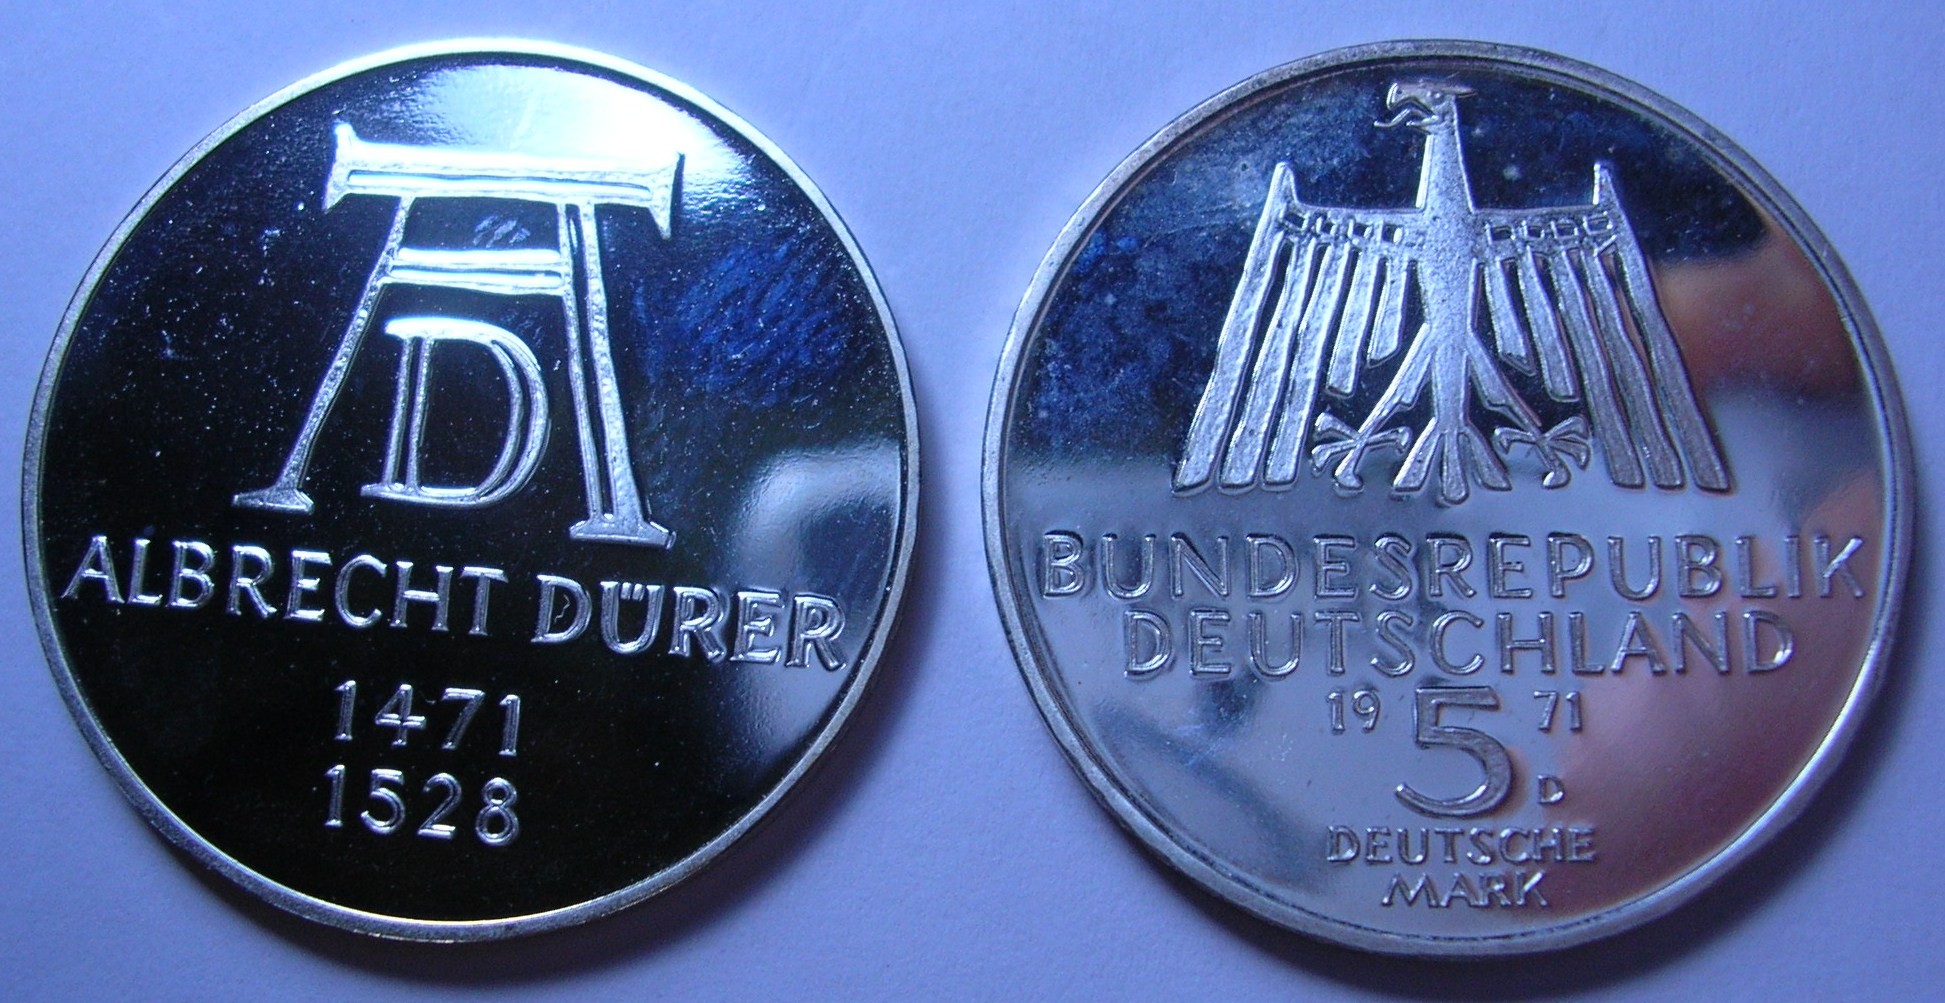 AD
ALBRECHT DÜRER
1471
1528
BUNDESREPUBLIK
DEUTSCHLAND
19 5 71
D
DEUTSCHE
MARK